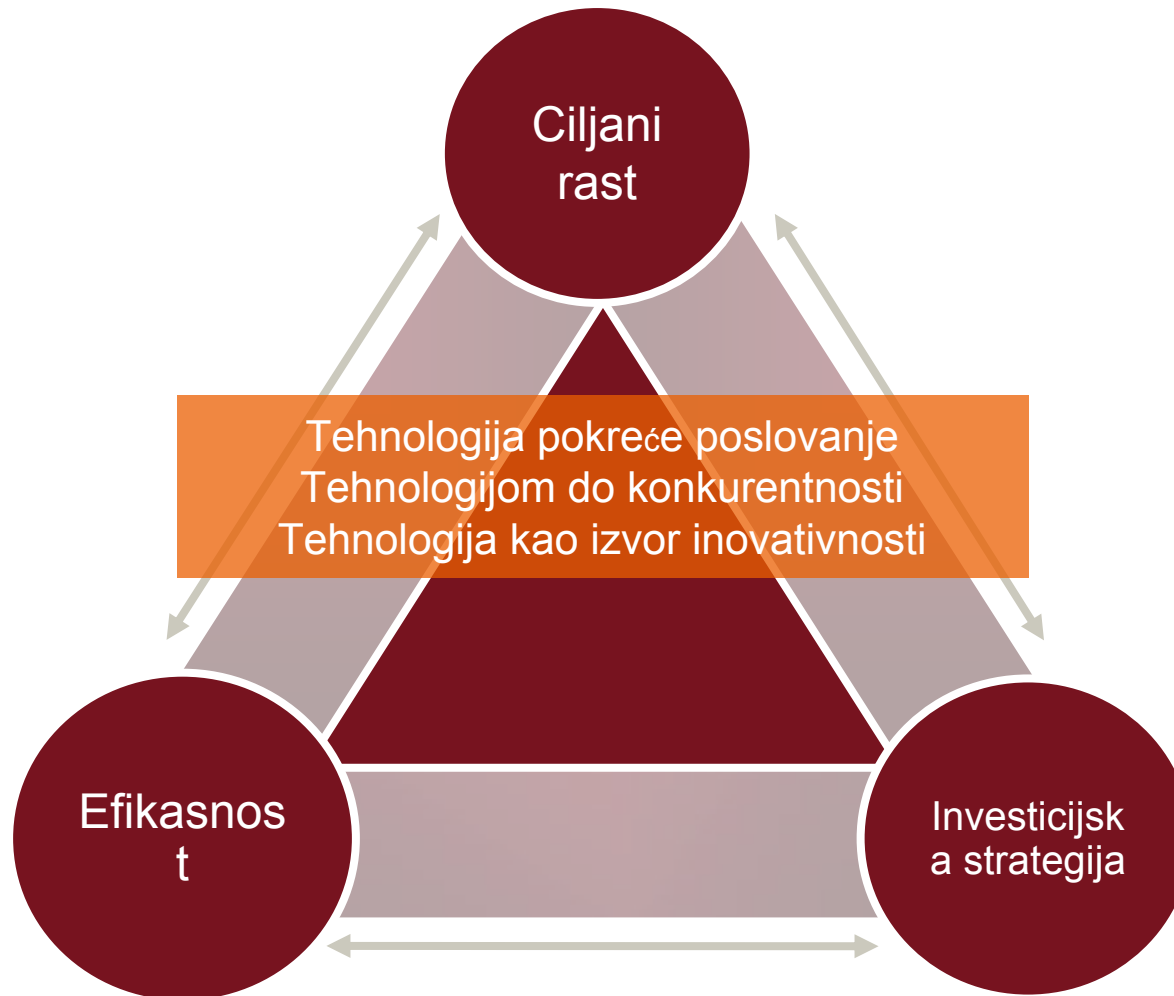 Ciljani
rast
Tehnologija pokreće poslovanje
Tehnologijom do konkurentnosti
Tehnologija kao izvor inovativnosti
Efikasnos
t
Investicijsk
a strategija